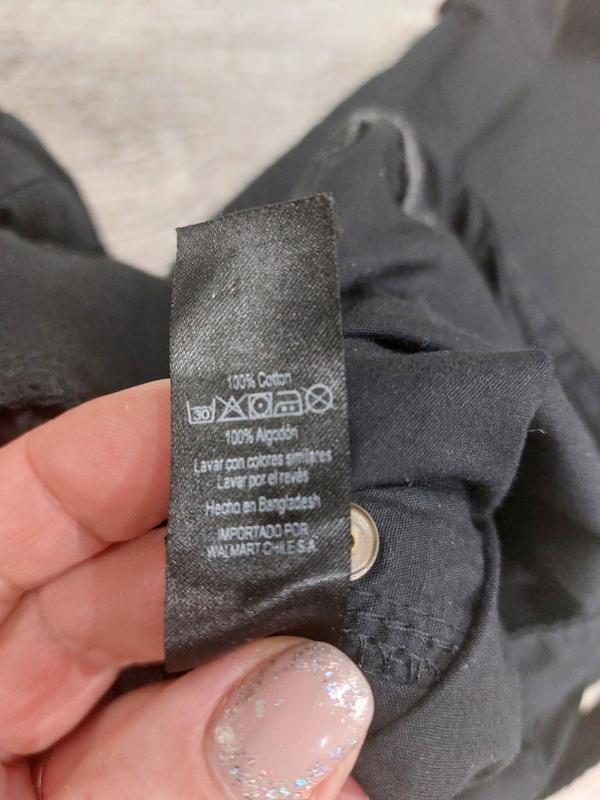 100% Cotton
30
100% Algodón
Lavar con colores similares
Lavar por el revés
Hecho en Bangladesh
IMPORTADO POR
WALMART CHILE S.A